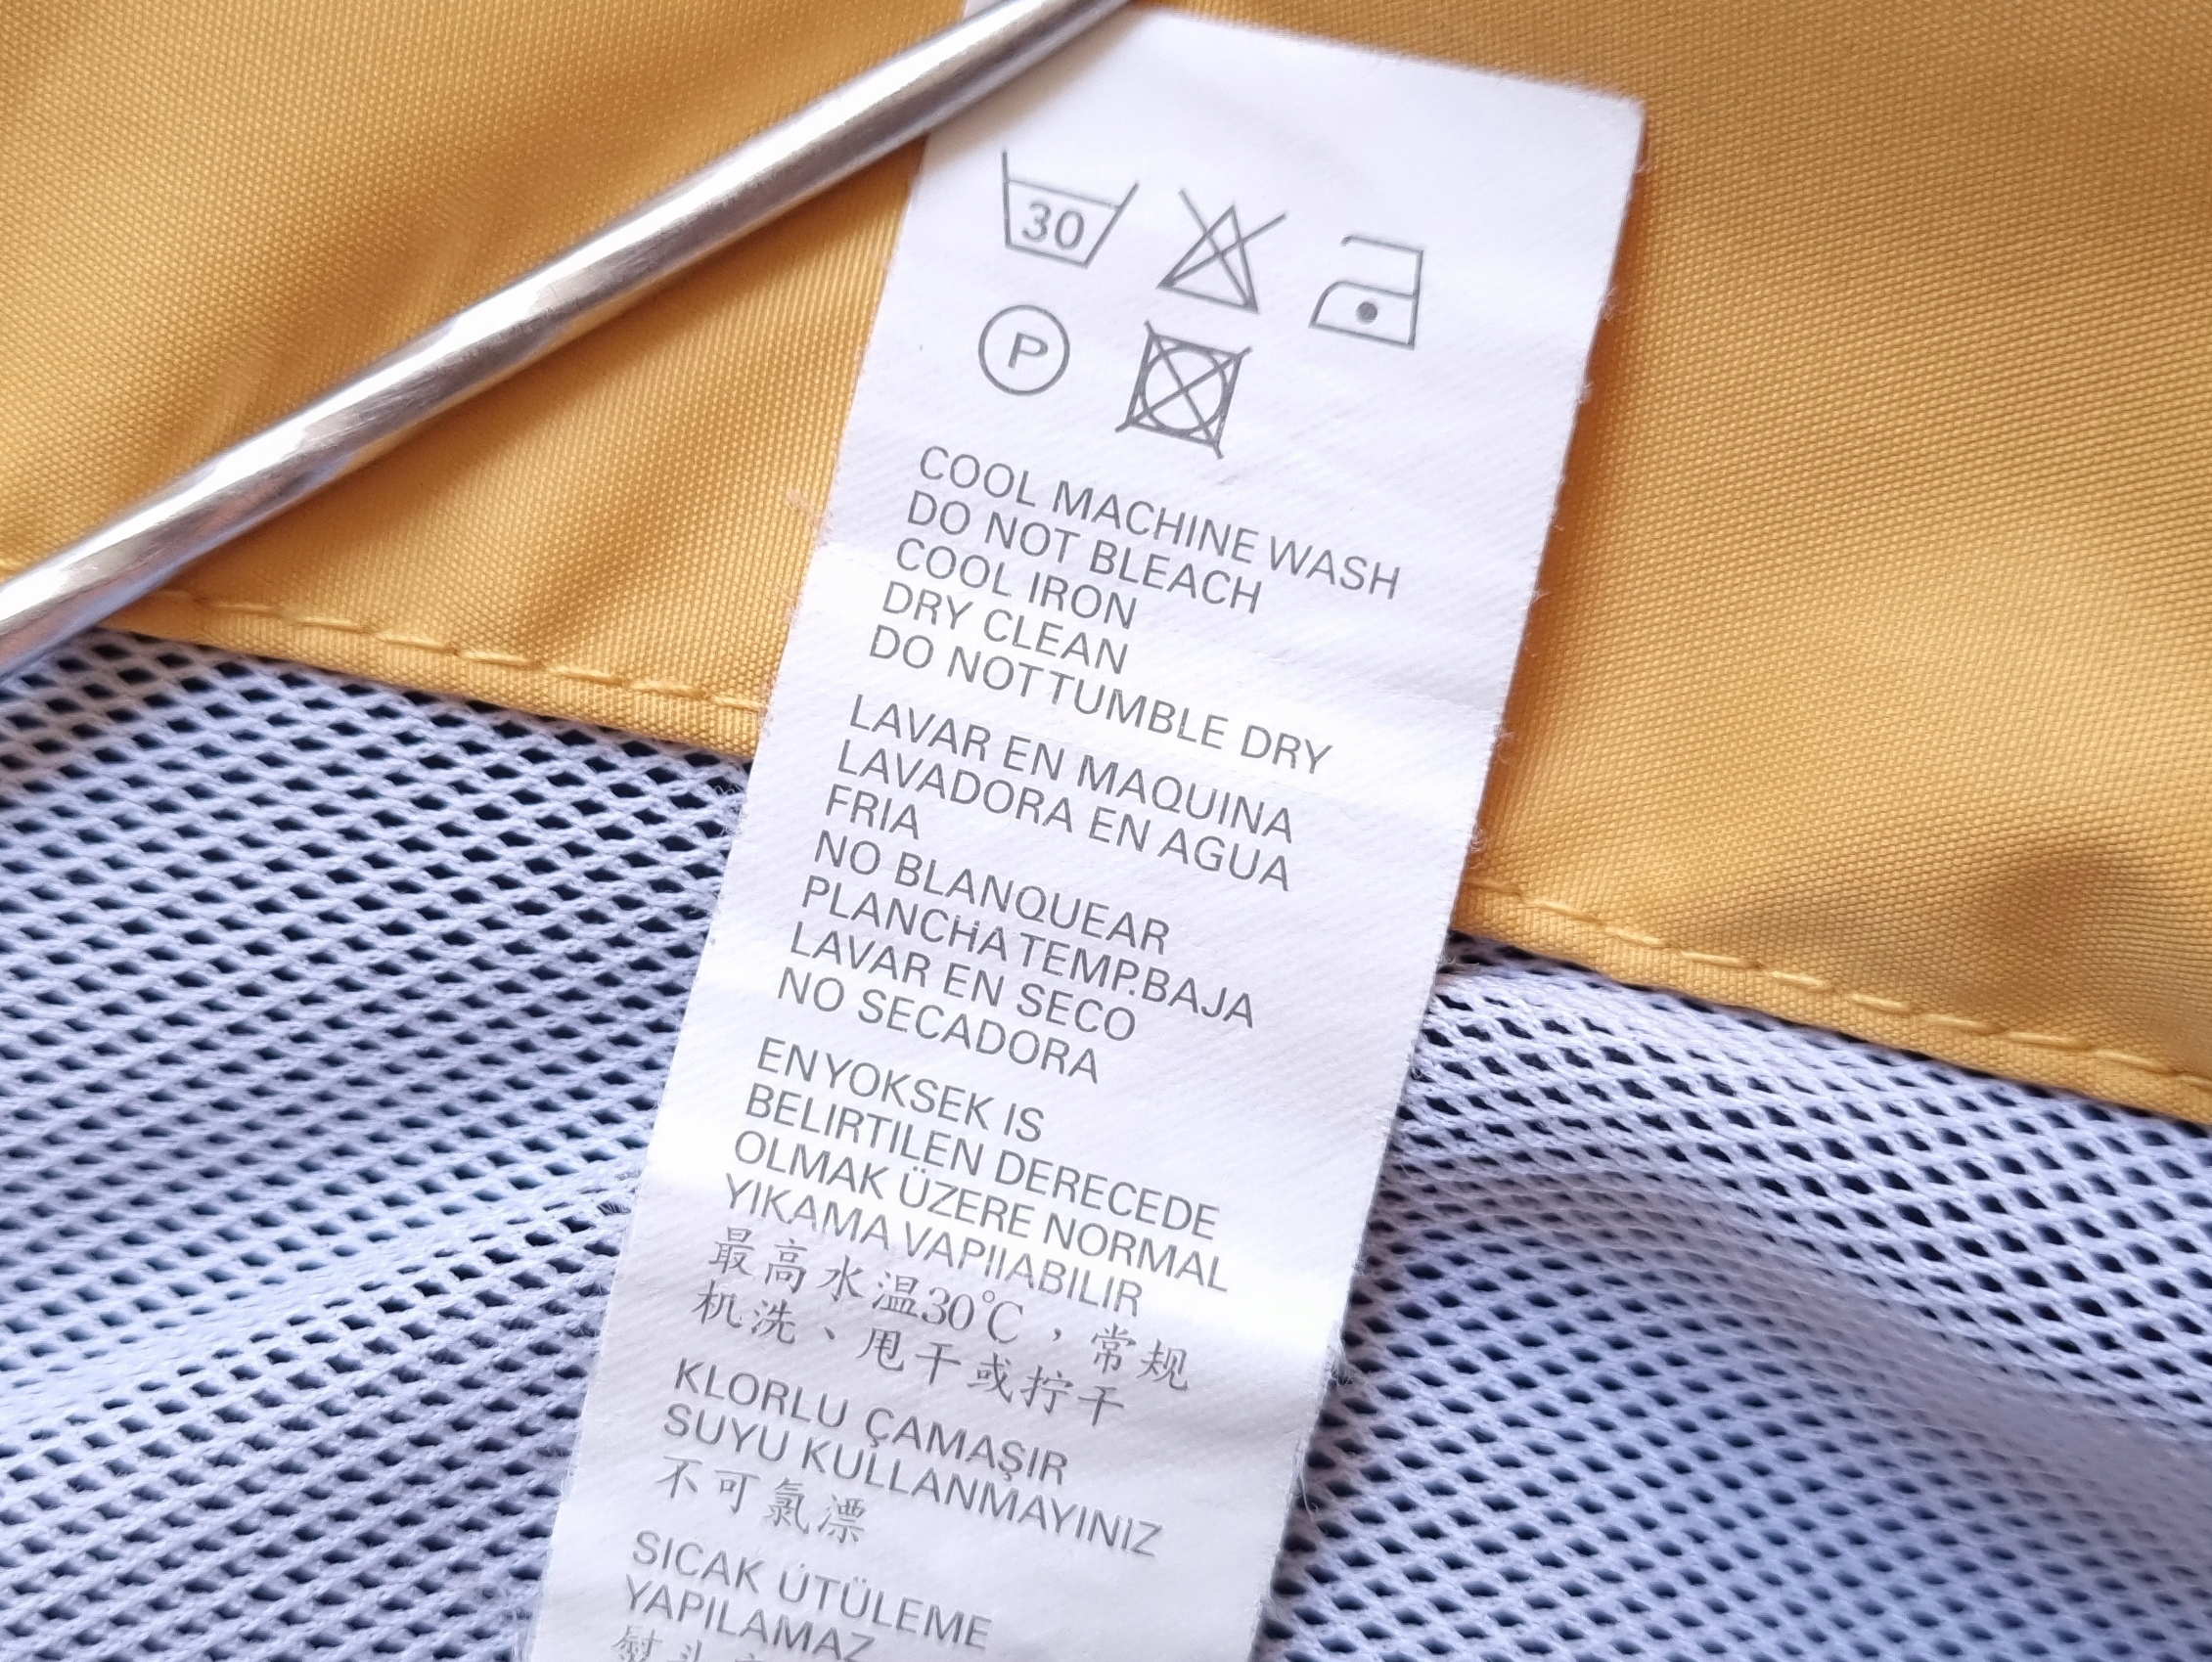 30
P
COOL MACHINE WASH
DO NOT BLEACH
COOL IRON
DRY CLEAN
DO NOT TUMBLE DRY
LAVAR EN MAQUINA
LAVADORA EN AGUA
FRIA
NO BLANQUEAR
PLANCHA TEMP.BAJA
LAVAR EN SECO
NO SECADORA
EN YOKSEK IS
BELIRTILEN DERECEDE
OLMAK ÜZERE NORMAL
YIKAMA VAPIIABILIR
最高水温30℃，常规
机洗、甩干或拧干
KLORLU ÇAMAŞIR
SUYU KULLANMAYINIZ
不可氯漂
SICAK ÜTÜLEME
YAPILAMAZ